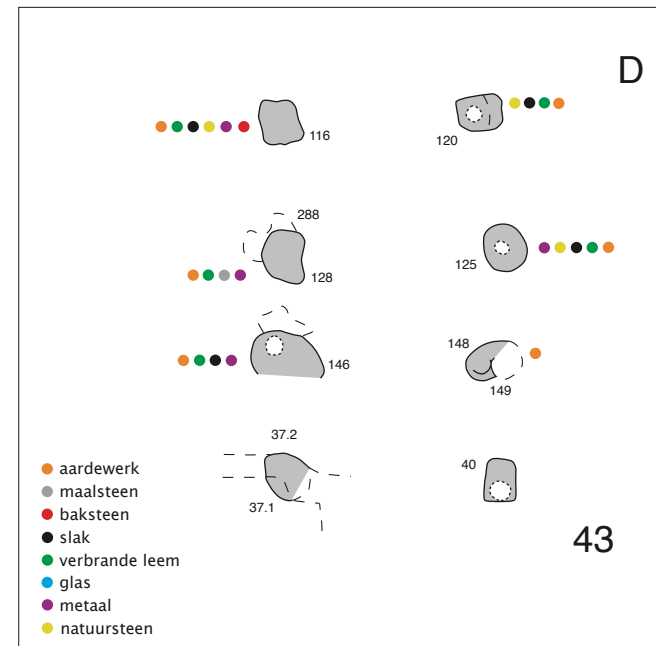 D
116
120
288
128
125
146
148
149
37.2
37.1
40
43
aardewerk
maalsteen
baksteen
slak
verbrande leem
glas
metaal
natuursteen